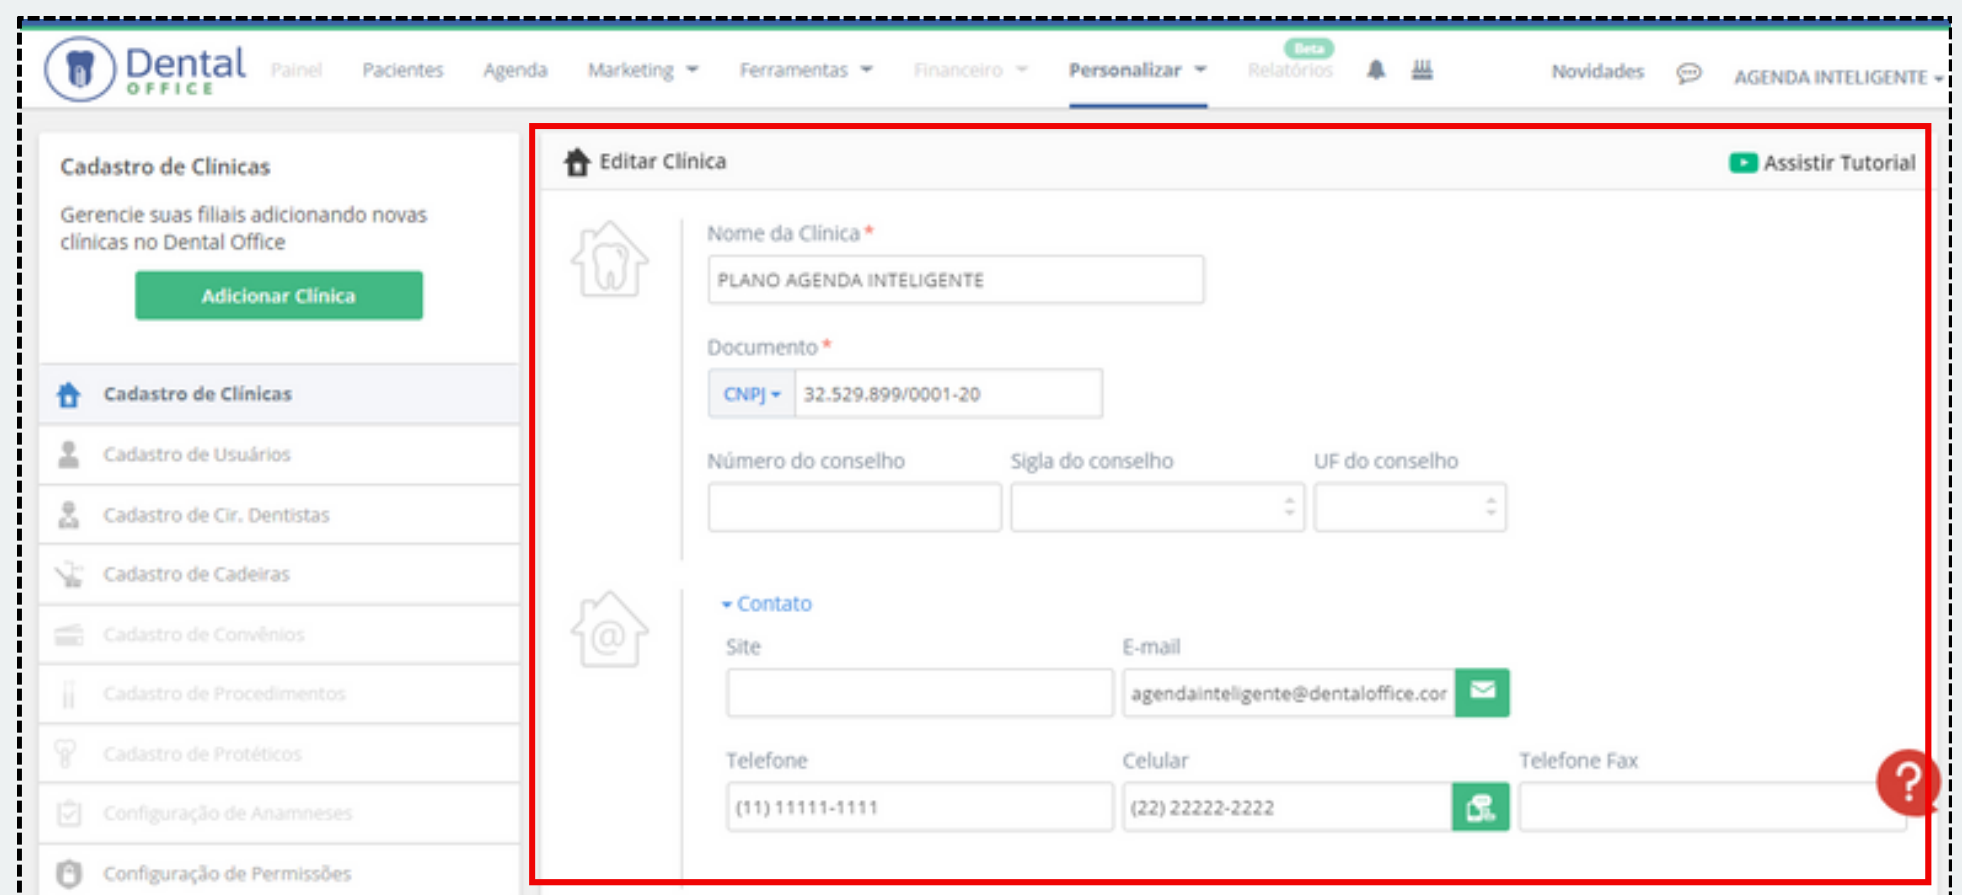 Dental
OFFICE
Painel
Pacientes
Agenda
Marketing
Ferramentas
Financeiro
Personalizar
Beta
Relatórios
Novidades
AGENDA INTELIGENTE
Cadastro de Clínicas
Gerencie suas filiais adicionando novas
clínicas no Dental Office
Adicionar Clínica
Cadastro de Clínicas
Cadastro de Usuários
Cadastro de Cir. Dentistas
Cadastro de Cadeiras
Cadastro de Convênios
Cadastro de Procedimentos
Cadastro de Protéticos
Configuração de Anamneses
Configuração de Permissões
Editar Clínica
Assistir Tutorial
Nome da Clínica *
PLANO AGENDA INTELIGENTE
Documento *
CNPJ
32.529.899/0001-20
Número do conselho
Sigla do conselho
UF do conselho
Contato
Site
E-mail
agendainteligente@dentaloffice.cor
Telefone
Celular
Telefone Fax
(11) 11111-1111
(22) 22222-2222
?